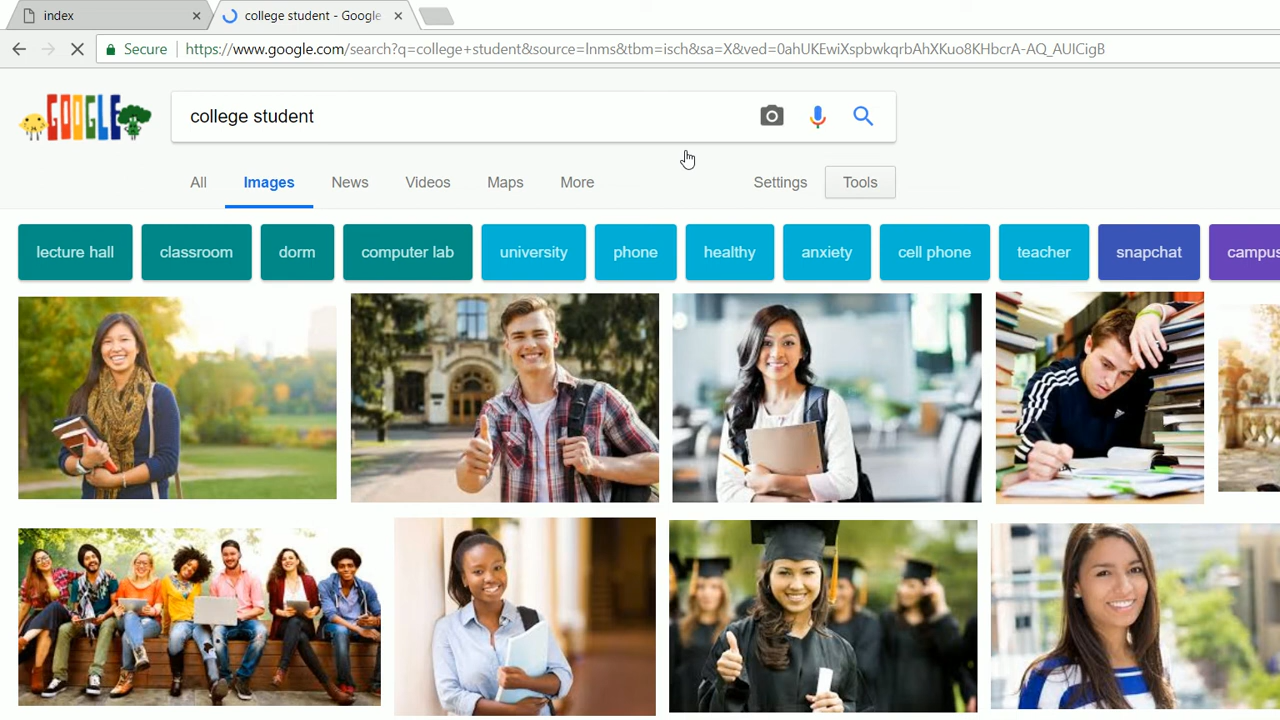 index
college student - Google
Secure
https://www.google.com/search?q=college+student&source=lnms&tbm=isch&sa=X&ved=0ahUKEwiXspbwkqrbAhXKuo8KHbcrA-AQ_AUICigB
GOOGLE
college student
All Images News Videos Maps More Settings Tools
lecture hall classroom dorm computer lab university phone healthy anxiety cell phone teacher snapchat campus